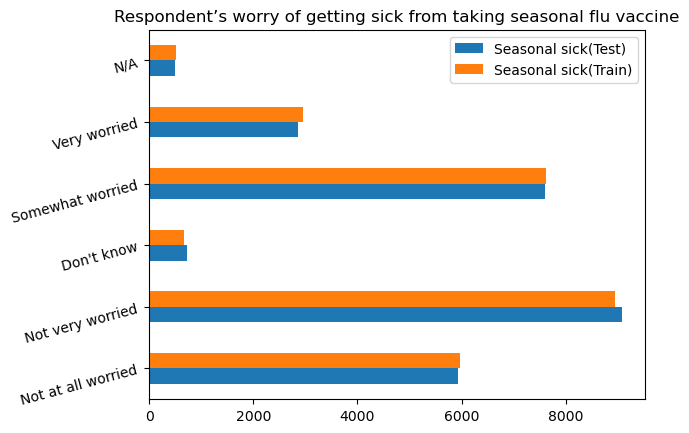 Respondent’s worry of getting sick from taking seasonal flu vaccine
Seasonal sick(Test)
Seasonal sick(Train)
N/A
Very worried
Somewhat worried
Don't know
Not very worried
Not at all worried
0 2000 4000 6000 8000